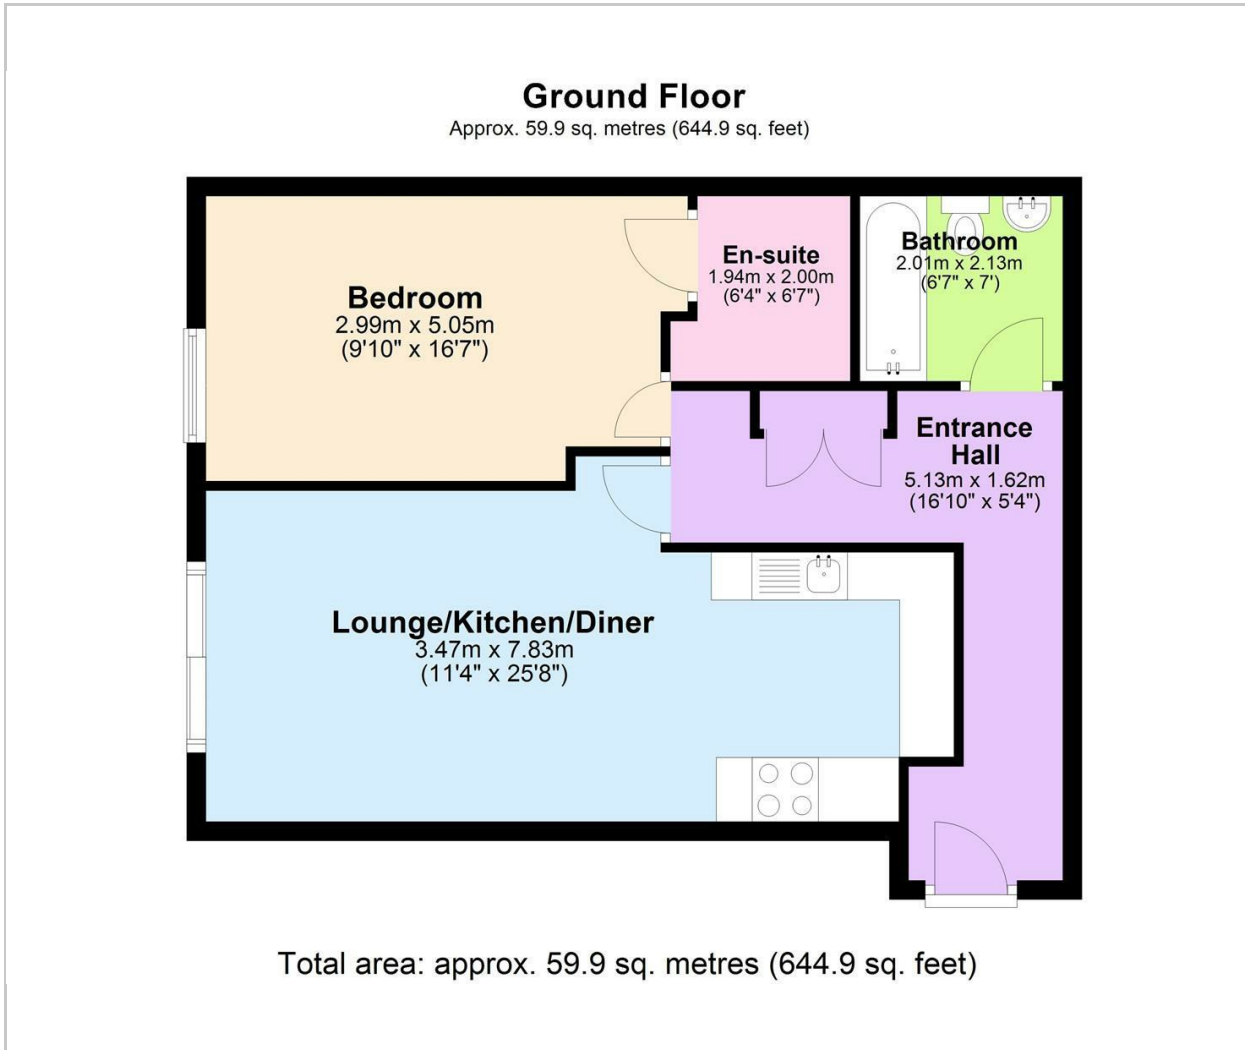 Ground Floor
Approx. 59.9 sq. metres (644.9 sq. feet)
Bedroom
2.99m x 5.05m
(9'10" x 16'7")
En-suite
1.94m x 2.00m
(6'4" x 6'7")
Bathroom
2.01m x 2.13m
(6'7" x 7')
Entrance
Hall
5.13m x 1.62m
(16'10" x 5'4")
Lounge/Kitchen/Diner
3.47m x 7.83m
(11'4" x 25'8")
Total area: approx. 59.9 sq. metres (644.9 sq. feet)